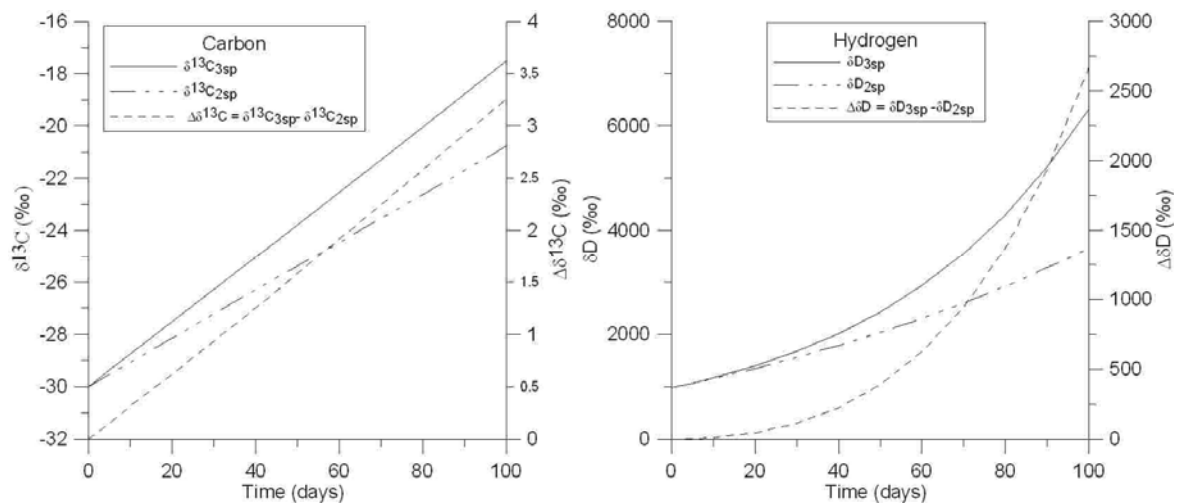 Carbon
δ13C3sp
δ13C2sp
Δδ13C = δ13C3sp- δ13C2sp
-16
-18
-20
-22
-24
-26
-28
-30
-32
δ13C (‰)
0 20 40 60 80 100
Time (days)
4
3.5
3
2.5
2
1.5
1
0.5
0
Δδ13C (‰)
Hydrogen
δD3sp
δD2sp
ΔδD = δD3sp -δD2sp
8000
6000
4000
2000
0
δD (‰)
0 20 40 60 80 100
Time (days)
3000
2500
2000
1500
1000
500
0
ΔδD (‰)